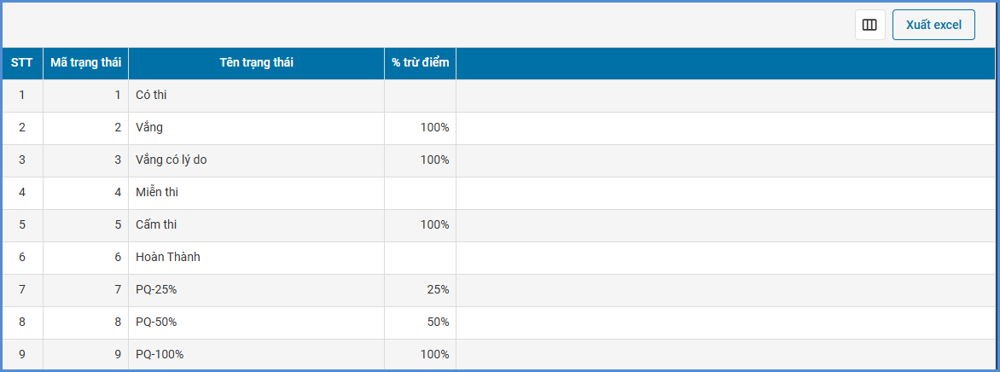 Xuất excel
STT Mã trạng thái Tên trạng thái % trừ điểm
1 1 Có thi
2 2 Vắng 100%
3 3 Vắng có lý do 100%
4 4 Miễn thi
5 5 Cấm thi 100%
6 6 Hoàn Thành
7 7 PQ-25% 25%
8 8 PQ-50% 50%
9 9 PQ-100% 100%